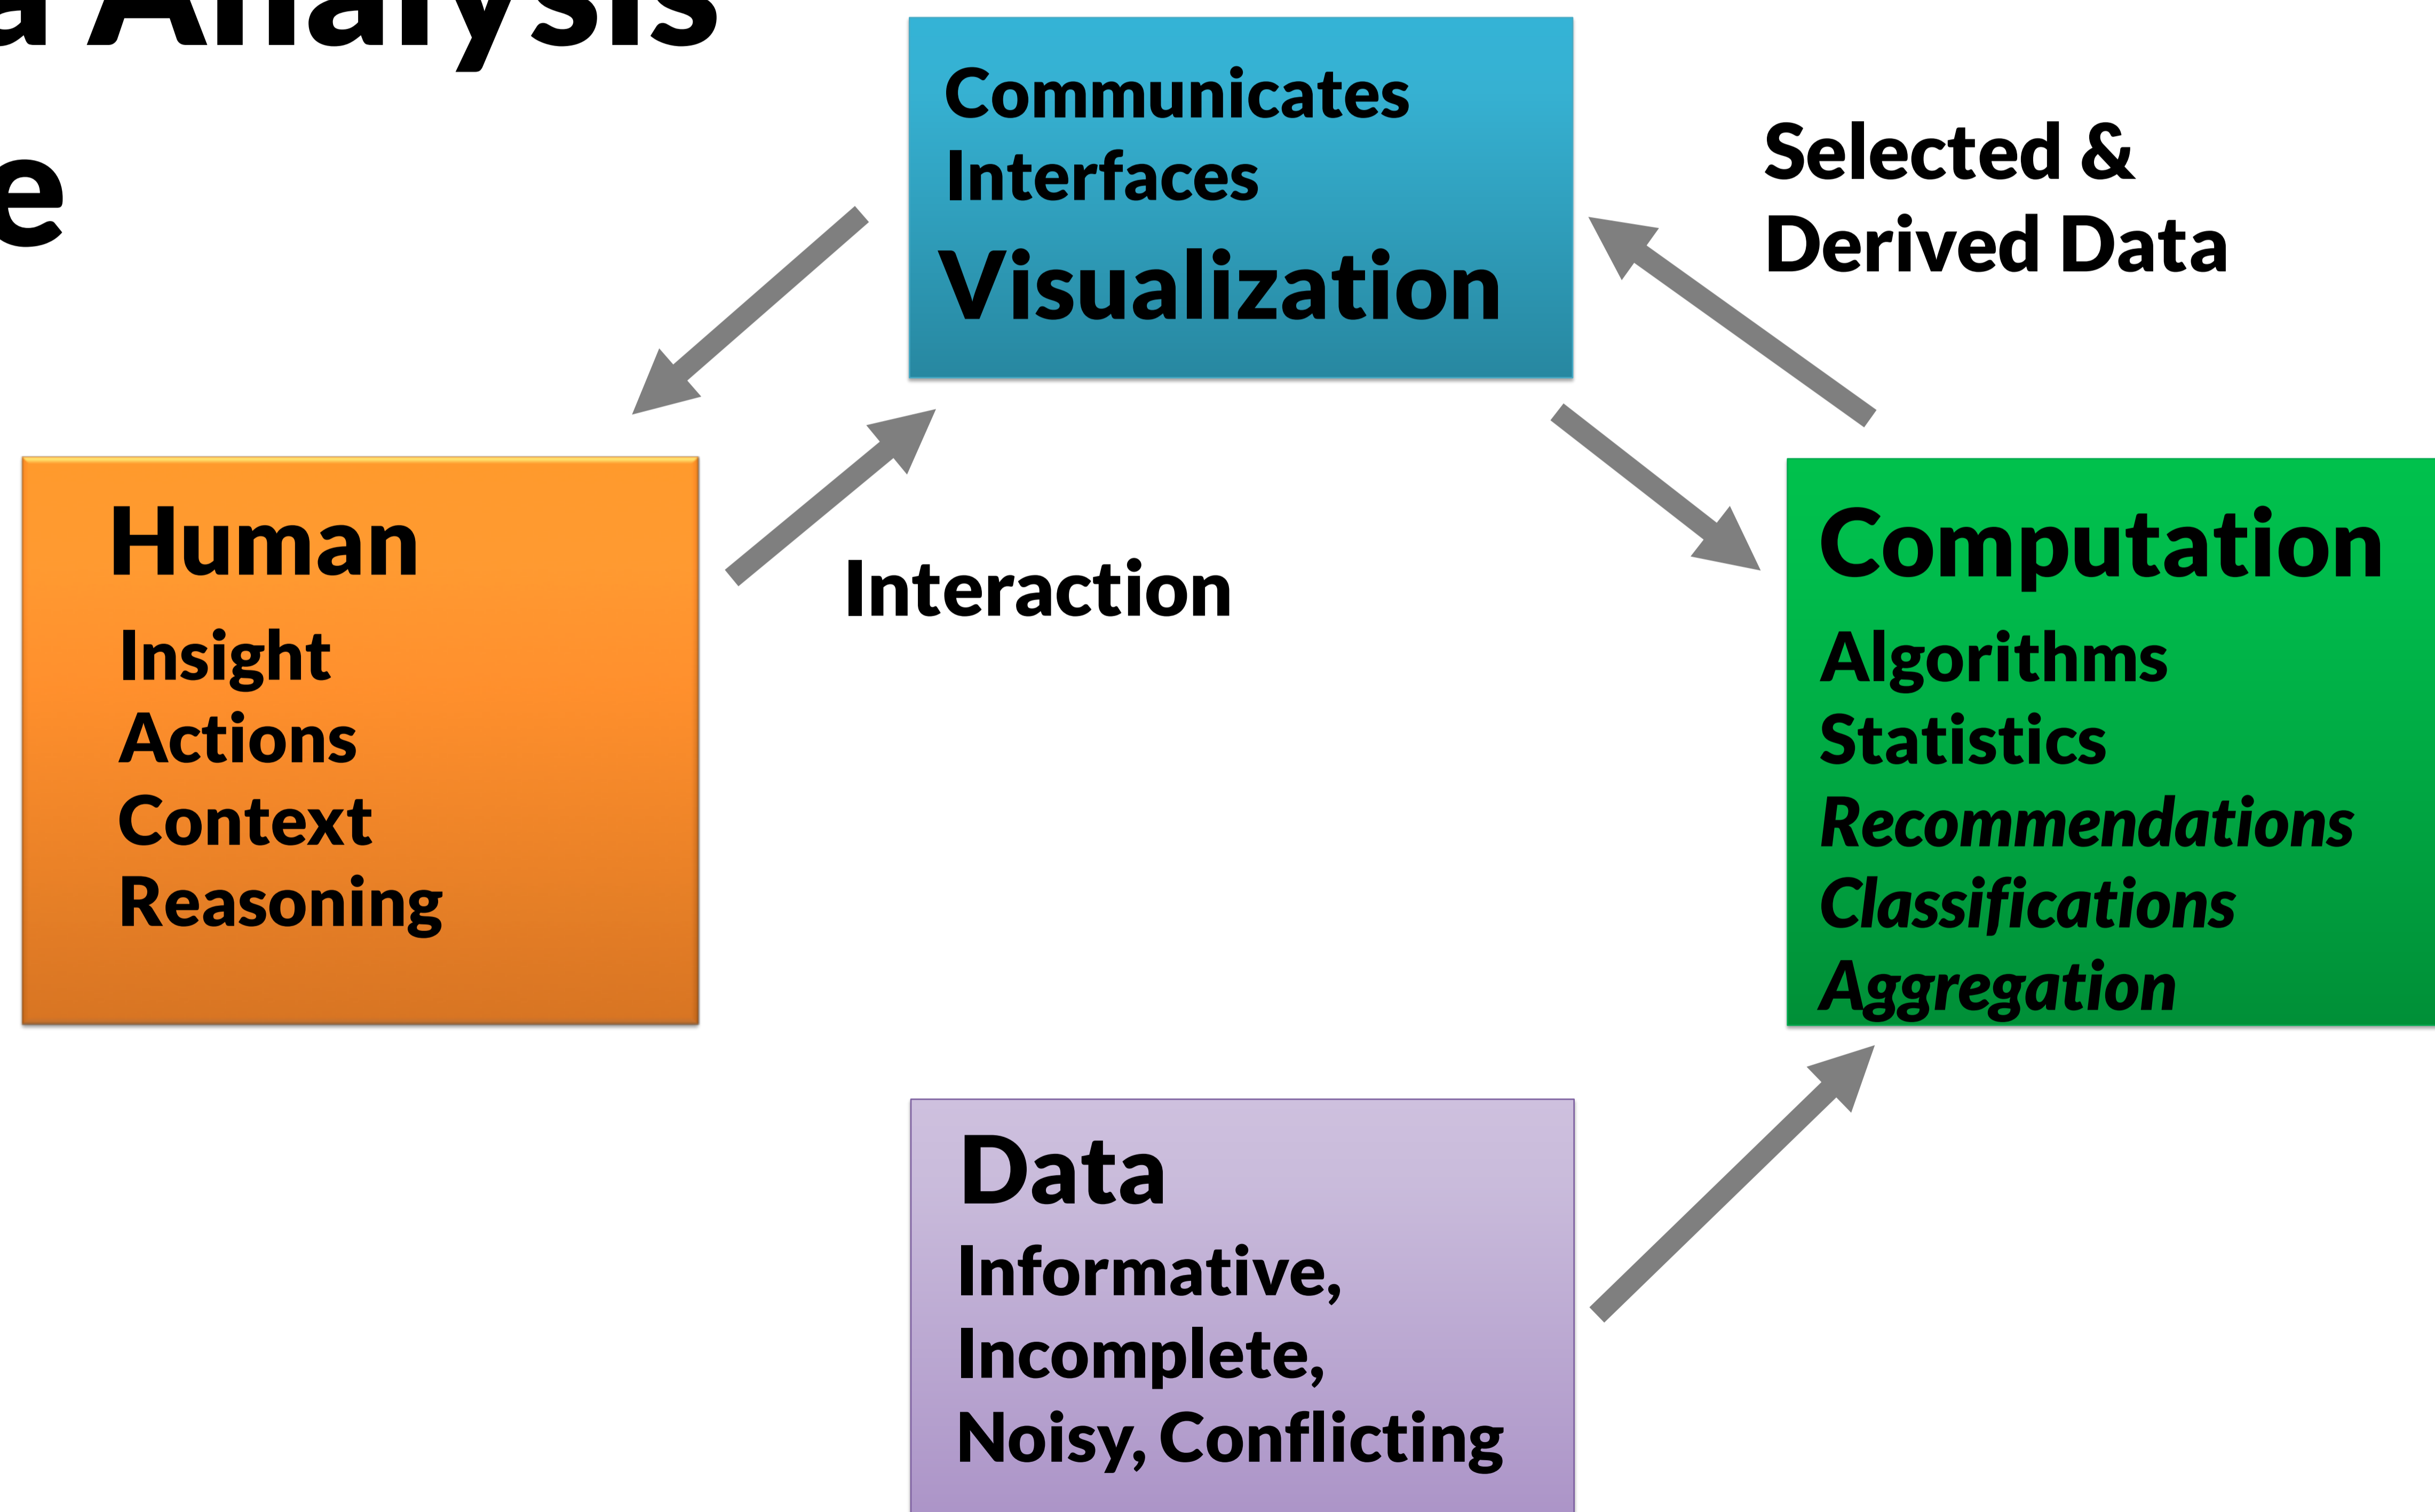 Analysis
Communicates
Interfaces
Visualization
Selected &
Derived Data
Human
Insight
Actions
Context
Reasoning
Interaction
Computation
Algorithms
Statistics
Recommendations
Classifications
Aggregation
Data
Informative,
Incomplete,
Noisy, Conflicting